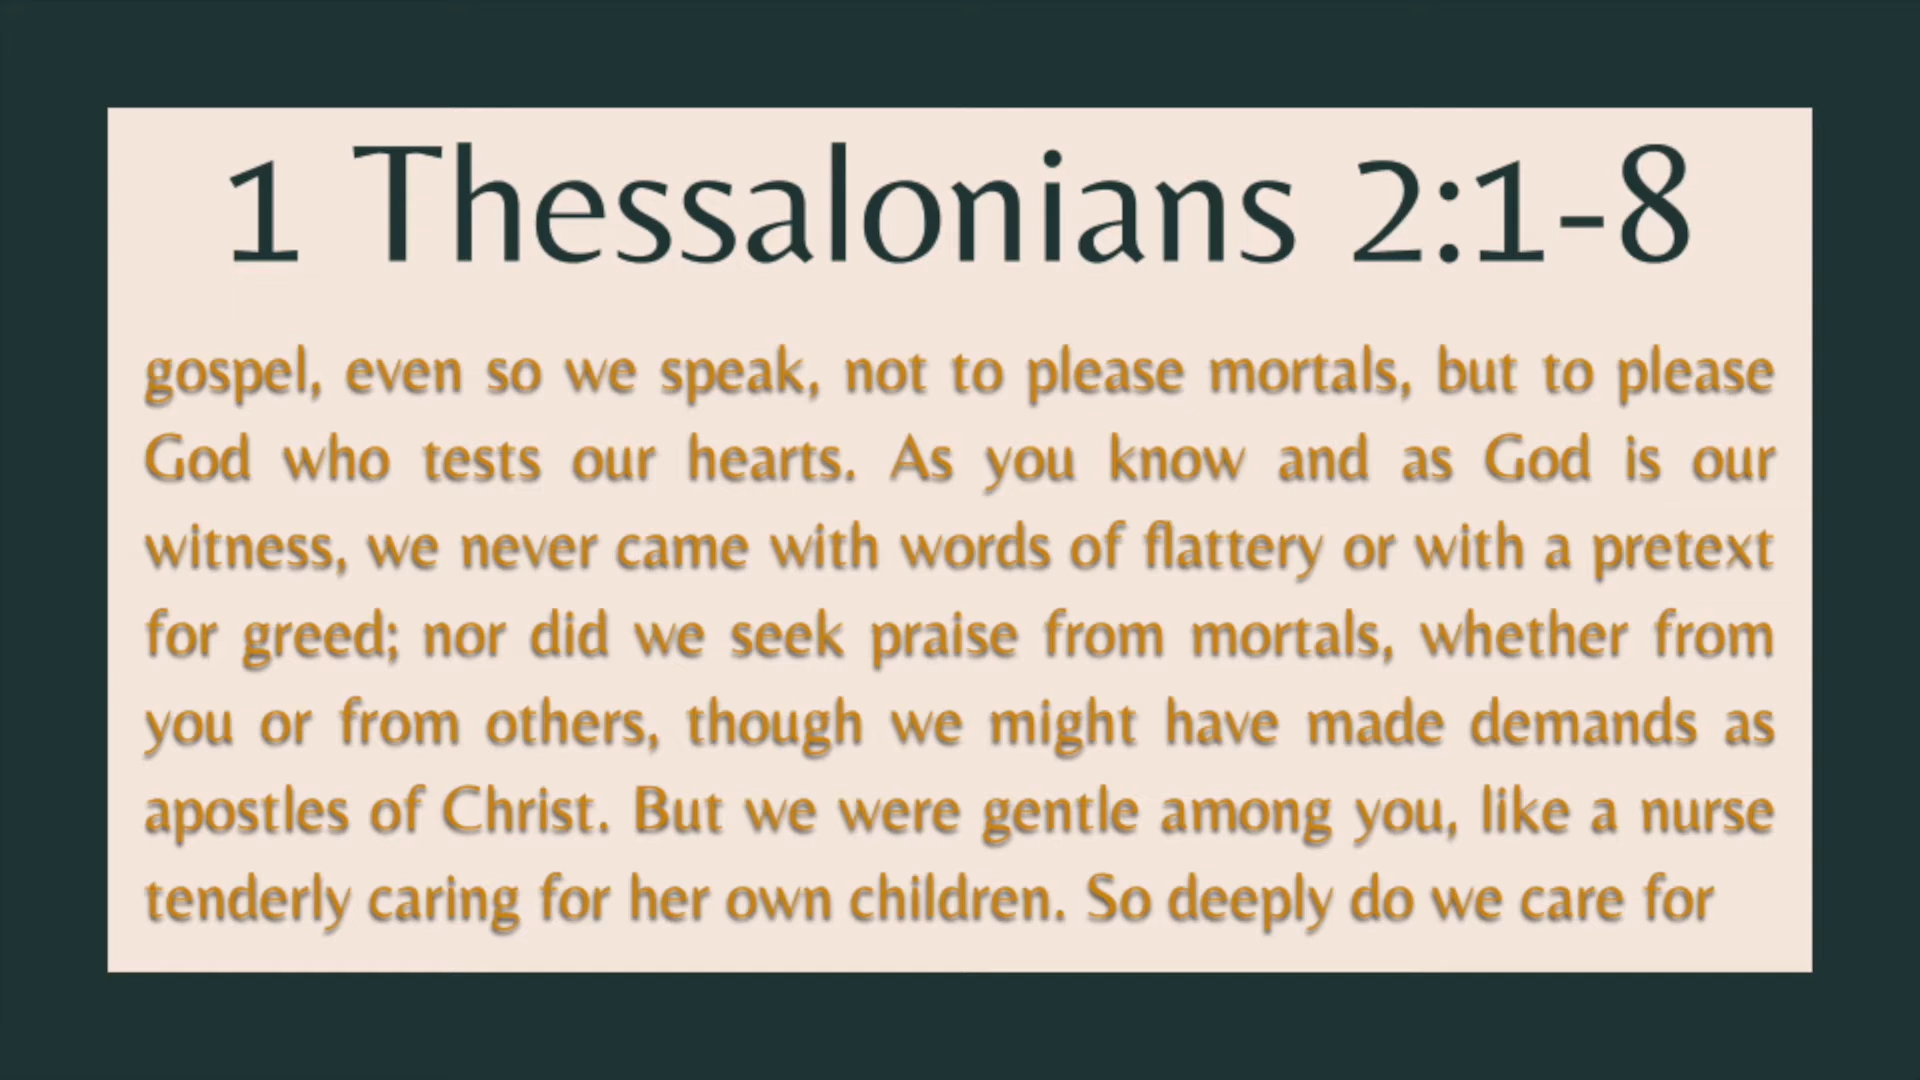 1 Thessalonians 2:1-8
gospel, even so we speak, not to please mortals, but to please
God who tests our hearts. As you know and as God is our
witness, we never came with words of flattery or with a pretext
for greed; nor did we seek praise from mortals, whether from
you or from others, though we might have made demands as
apostles of Christ. But we were gentle among you, like a nurse
tenderly caring for her own children. So deeply do we care for